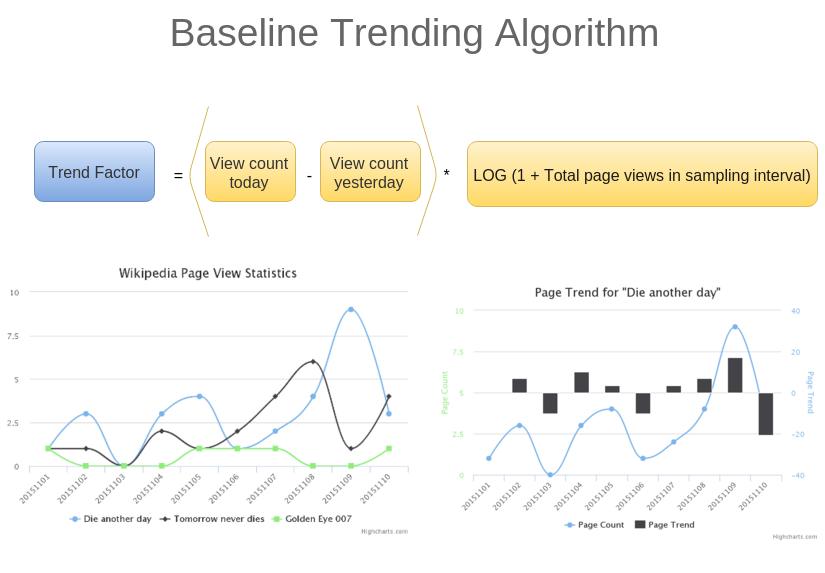 Baseline Trending Algorithm
Trend Factor
=
View count
today
-
View count
yesterday
*
LOG (1 + Total page views in sampling interval)
Wikipedia Page View Statistics
10
7.5
5
2.5
0
20151101
20151102
20151103
20151104
20151105
20151106
20151107
20151108
20151109
20151110
Die another day
Tomorrow never dies
Golden Eye 007
Highcharts.com
Page Trend for "Die another day"
Page Count
10
7.5
5
2.5
0
40
20
0
−20
−40
Page Trend
20151101
20151102
20151103
20151104
20151105
20151106
20151107
20151108
20151109
20151110
Page Count
Page Trend
Highcharts.com